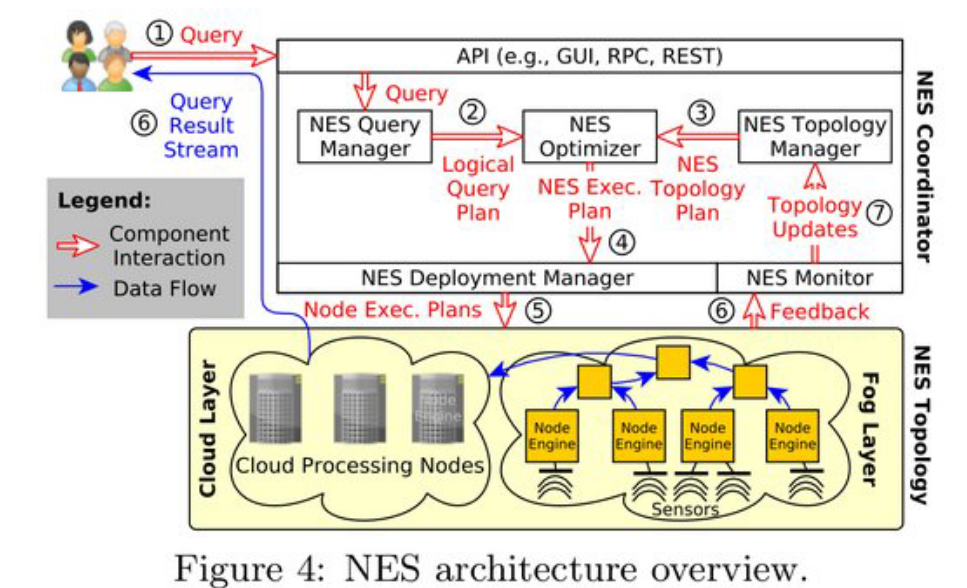 ① Query
API (e.g., GUI, RPC, REST)
Query
NES Query
Manager
②
Logical
Query
Plan
NES
Optimizer
③
NES
Topology
Plan
NES Topology
Manager
NES Exec.
Plan
④
Topology
Updates
⑦
NES Coordinator
⑥
Query
Result
Stream
Legend:
Component
Interaction
Data Flow
NES Deployment Manager
NES Monitor
Node Exec. Plans
⑤
⑥
Feedback
Cloud Layer
Node
Engine
Cloud Processing Nodes
Node
Engine
Node
Engine
Node
Engine
Node
Engine
Sensors
Fog Layer
NES Topology
Figure 4: NES architecture overview.